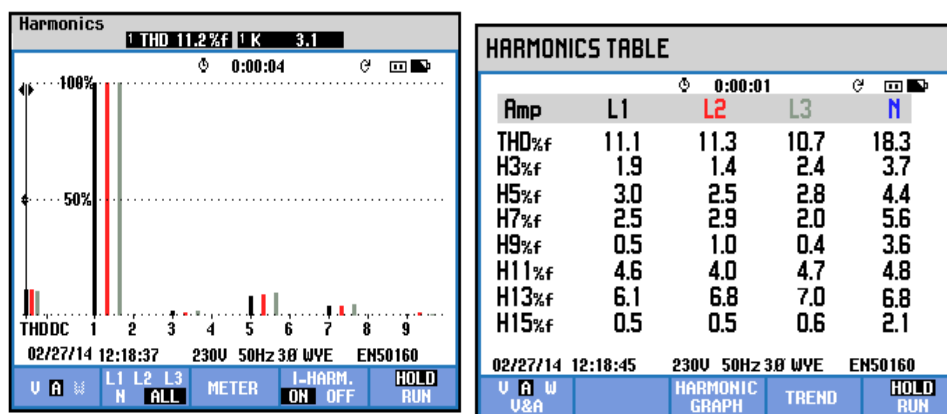 Harmonics
1 THD 11.2%f 1 K 3.1
0:00:04
100%
50%
THDDC 1 2 3 4 5 6 7 8 9
02/27/14 12:18:37 230V 50Hz 3Ø WYE EN50160
V A W L1 L2 L3 N ALL METER I-HARM. ON OFF HOLD RUN
HARMONICS TABLE
0:00:01
Amp L1 L2 L3 N
THD%f 11.1 11.3 10.7 18.3
H3%f 1.9 1.4 2.4 3.7
H5%f 3.0 2.5 2.8 4.4
H7%f 2.5 2.9 2.0 5.6
H9%f 0.5 1.0 0.4 3.6
H11%f 4.6 4.0 4.7 4.8
H13%f 6.1 6.8 7.0 6.8
H15%f 0.5 0.5 0.6 2.1
02/27/14 12:18:45 230V 50Hz 3Ø WYE EN50160
V A W V&A HARMONIC GRAPH TREND HOLD RUN